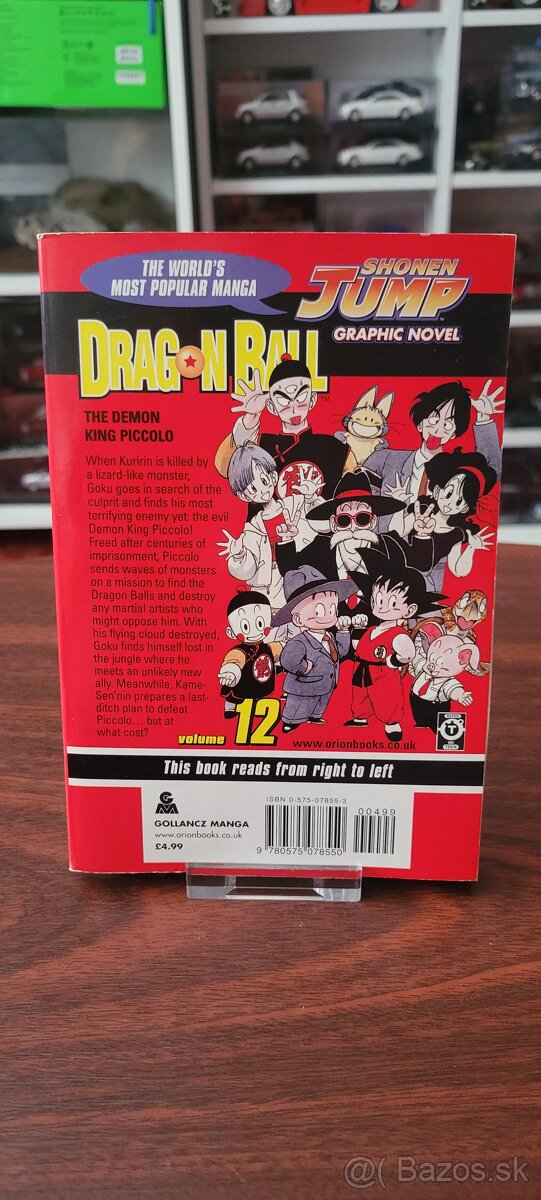 THE WORLD'S
MOST POPULAR MANGA
SHONEN
JUMP
GRAPHIC NOVEL
DRAGON BALL
TM
THE DEMON
KING PICCOLO
When Kuririn is killed by
a lizard-like monster,
Goku goes in search of the
culprit and finds his most
terrifying enemy yet: the evil
Demon King Piccolo!
Freed after centuries of
imprisonment, Piccolo
sends waves of monsters
on a mission to find the
Dragon Balls and destroy
any martial artists who
might oppose him. With
his flying cloud destroyed,
Goku finds himself lost in
the jungle where he
meets an unlikely new
ally. Meanwhile, Kame-
Sen'nin prepares a last-
ditch plan to defeat
Piccolo... but at
what cost?
volume 12
www.orionbooks.co.uk
RATED
T
TEEN
This book reads from right to left
GM
GOLLANCZ MANGA
www.orionbooks.co.uk
£4.99
ISBN 0-575-07855-3
00499
9 780575 078550
@ Bazos.sk